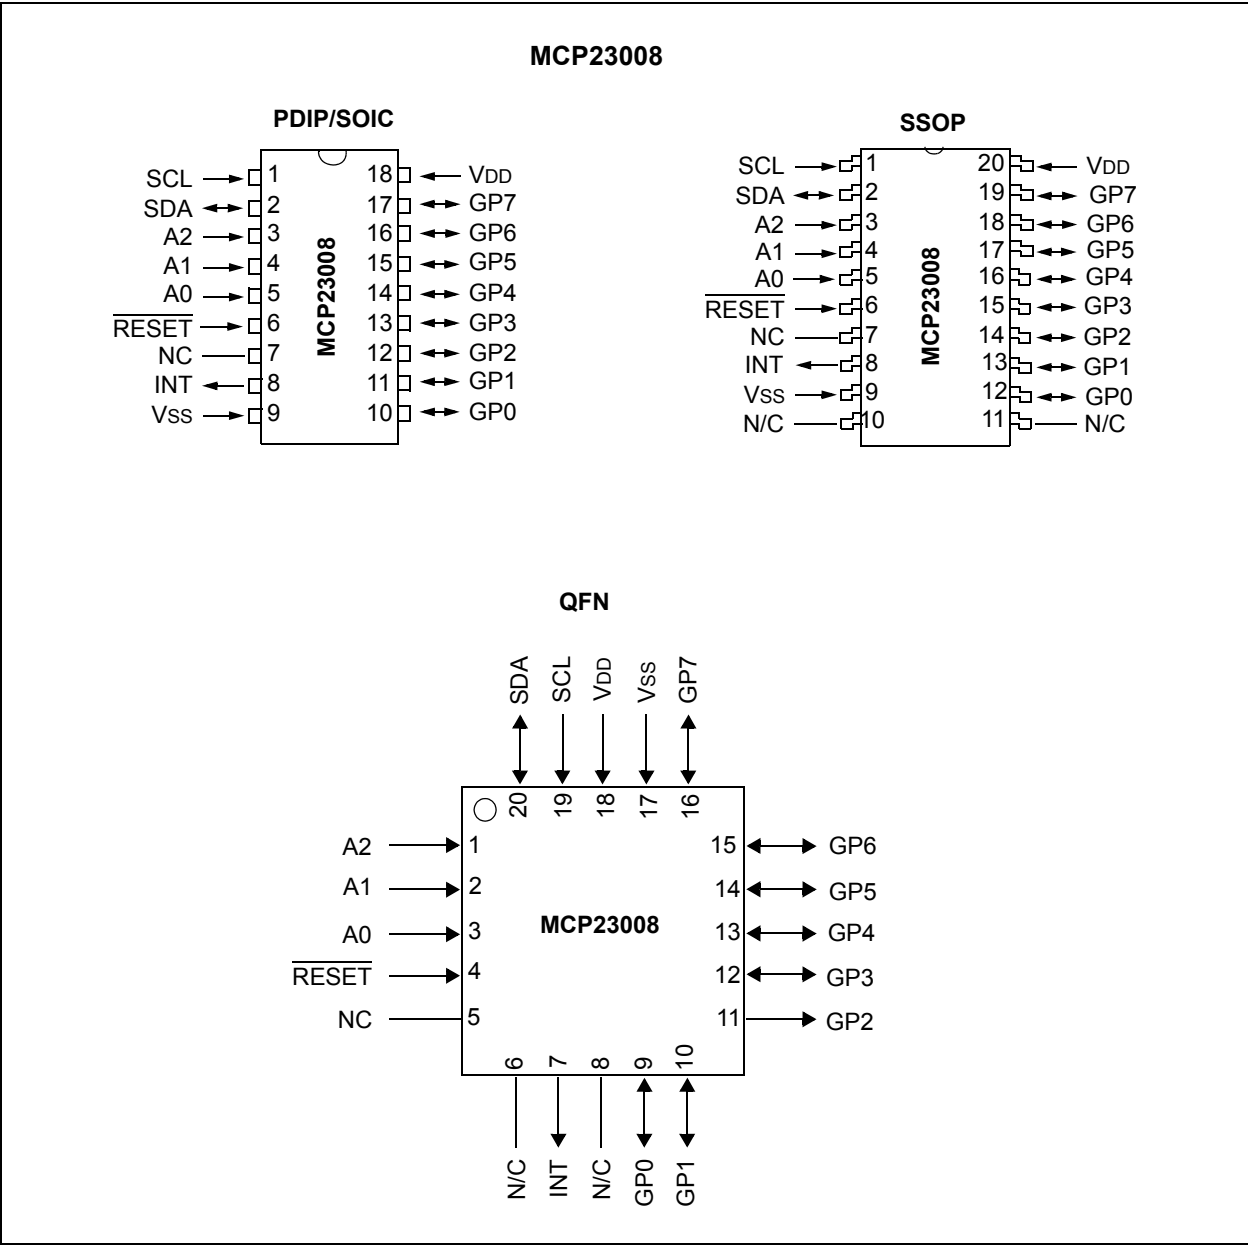 MCP23008
PDIP/SOIC
SCL 1 18 VDD
SDA 2 17 GP7
A2 3 16 GP6
A1 4 15 GP5
A0 5 14 GP4
RESET 6 13 GP3
NC 7 12 GP2
INT 8 11 GP1
VSS 9 10 GP0
MCP23008
SSOP
SCL 1 20 VDD
SDA 2 19 GP7
A2 3 18 GP6
A1 4 17 GP5
A0 5 16 GP4
RESET 6 15 GP3
NC 7 14 GP2
INT 8 13 GP1
VSS 9 12 GP0
N/C 10 11 N/C
MCP23008
QFN
SDA SCL VDD VSS GP7
20 19 18 17 16
A2 1 15 GP6
A1 2 14 GP5
A0 3 MCP23008 13 GP4
RESET 4 12 GP3
NC 5 11 GP2
6 7 8 9 10
N/C INT N/C GP0 GP1